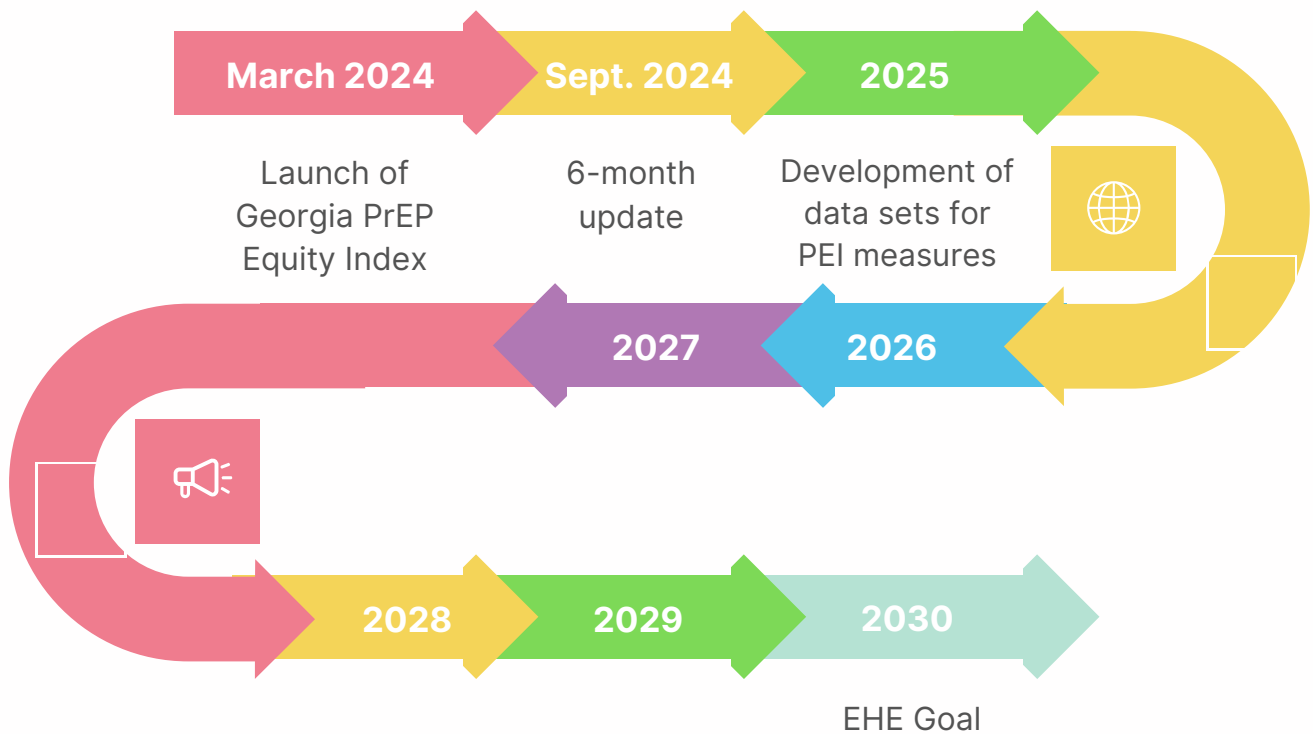 March 2024
Sept. 2024
2025
Launch of
Georgia PrEP
Equity Index
6-month
update
Development of
data sets for
PEI measures
2027
2026
2028
2029
2030
EHE Goal